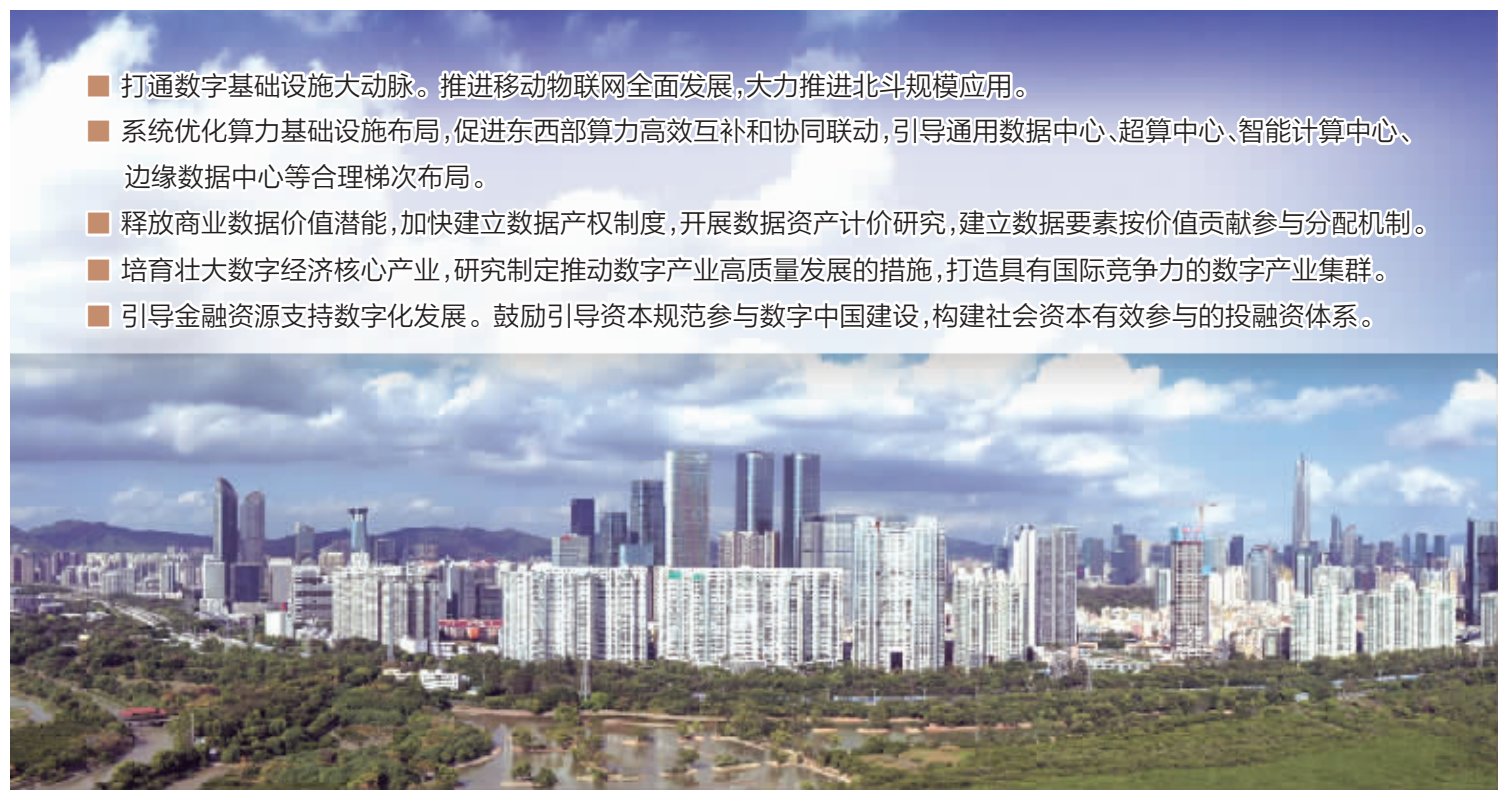 ■ 打通数字基础设施大动脉。推进移动物联网全面发展,大力推进北斗规模应用。
■ 系统优化算力基础设施布局,促进东西部算力高效互补和协同联动,引导通用数据中心、超算中心、智能计算中心、
边缘数据中心等合理梯次布局。
■ 释放商业数据价值潜能,加快建立数据产权制度,开展数据资产计价研究,建立数据要素按价值贡献参与分配机制。
■ 培育壮大数字经济核心产业,研究制定推动数字产业高质量发展的措施,打造具有国际竞争力的数字产业集群。
■ 引导金融资源支持数字化发展。鼓励引导资本规范参与数字中国建设,构建社会资本有效参与的投融资体系。